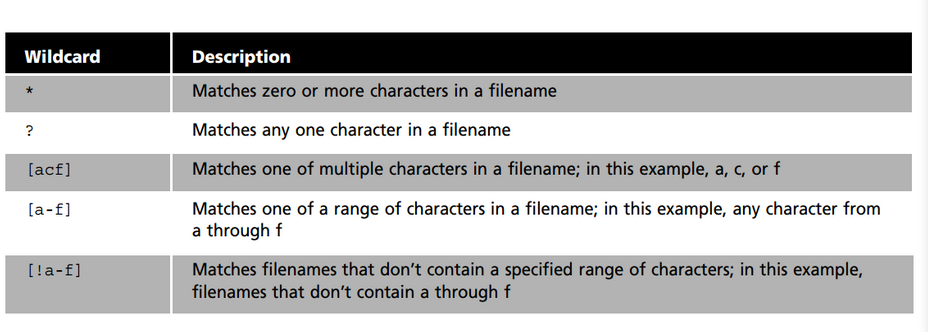 Wildcard Description
* Matches zero or more characters in a filename
? Matches any one character in a filename
[acf] Matches one of multiple characters in a filename; in this example, a, c, or f
[a-f] Matches one of a range of characters in a filename; in this example, any character from
a through f
[!a-f] Matches filenames that don’t contain a specified range of characters; in this example,
filenames that don’t contain a through f